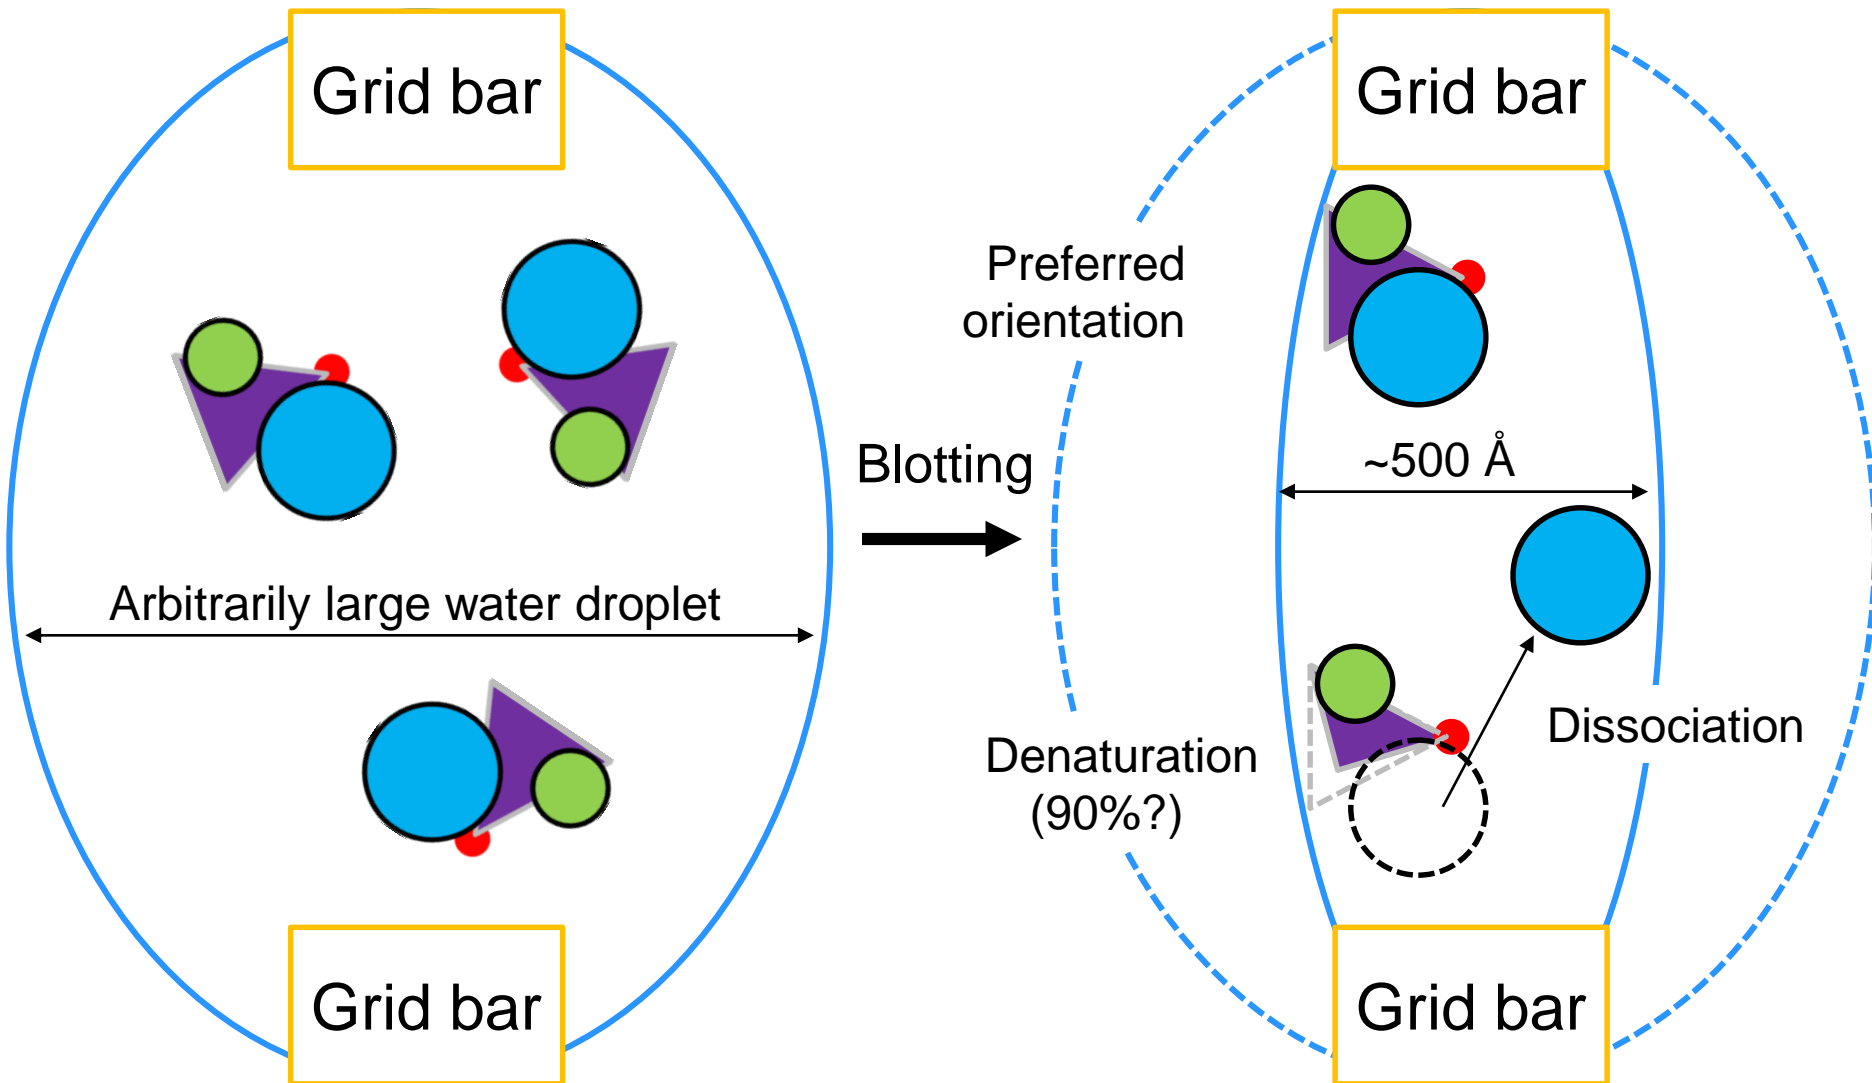 Grid bar
Arbitrarily large water droplet
Grid bar
Blotting
Grid bar
Preferred
orientation
~500 Å
Denaturation
(90%?)
Dissociation
Grid bar